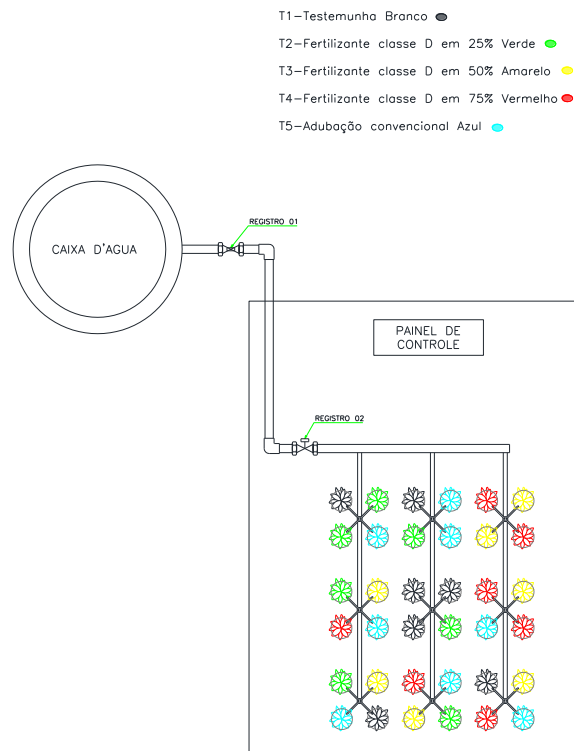 T1-Testemunha Branco
T2-Fertilizante classe D em 25% Verde
T3-Fertilizante classe D em 50% Amarelo
T4-Fertilizante classe D em 75% Vermelho
T5-Adubação convencional Azul
REGISTRO 01
CAIXA D'AGUA
PAINEL DE
CONTROLE
REGISTRO 02